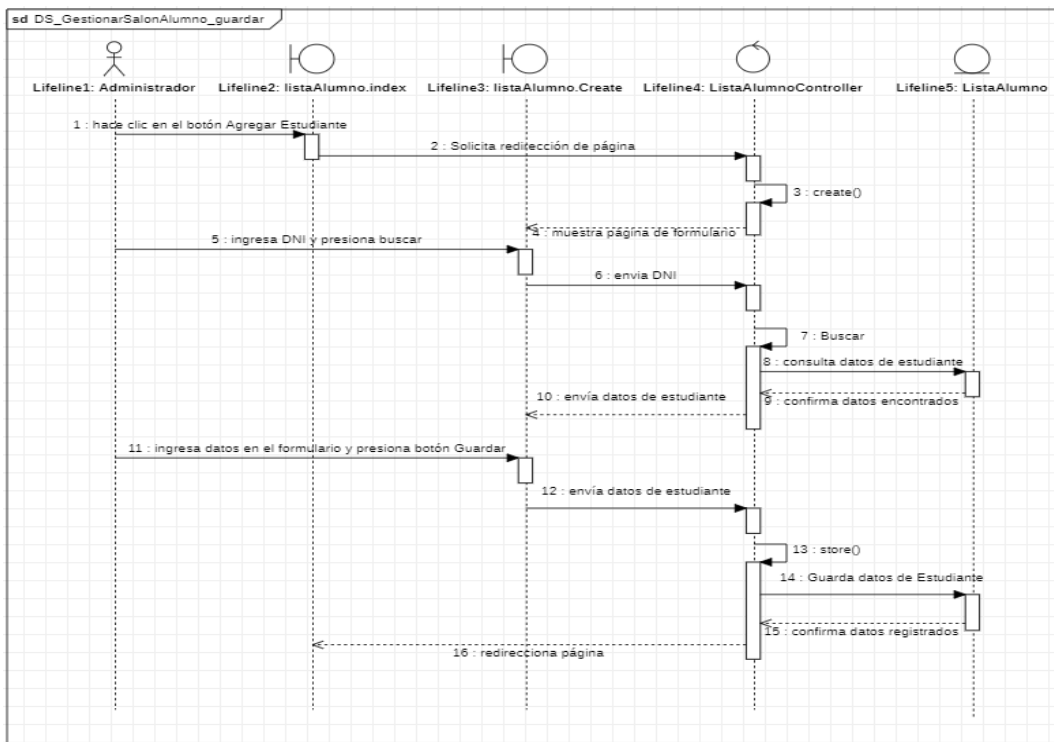 sd DS_GestionarSalonAlumno_guardar
Lifeline1: Administrador
Lifeline2: listaAlumno.index
Lifeline3: listaAlumno.Create
Lifeline4: ListaAlumnoController
Lifeline5: ListaAlumno
1 : hace clic en el botón Agregar Estudiante
2 : Solicita redirección de página
3 : create()
4 : muestra página de formulario
5 : ingresa DNI y presiona buscar
6 : envia DNI
7 : Buscar
8 : consulta datos de estudiante
9 : confirma datos encontrados
10 : envía datos de estudiante
11 : ingresa datos en el formulario y presiona botón Guardar
12 : envía datos de estudiante
13 : store()
14 : Guarda datos de Estudiante
15 : confirma datos registrados
16 : redirecciona página